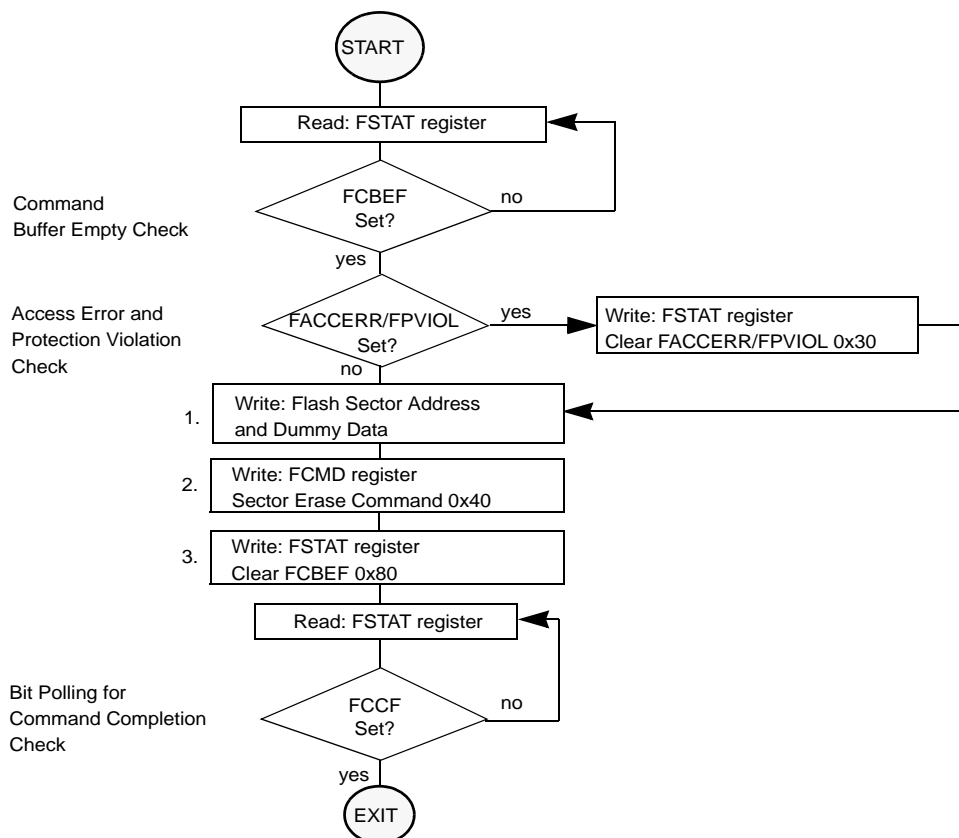 START
Read: FSTAT register
FCBEF
Set?
no
Command
Buffer Empty Check
yes
Access Error and
Protection Violation
Check
FACCERR/FPVIOL
Set?
yes
Write: FSTAT register
Clear FACCERR/FPVIOL 0x30
no
1.
Write: Flash Sector Address
and Dummy Data
2.
Write: FCMD register
Sector Erase Command 0x40
3.
Write: FSTAT register
Clear FCBEF 0x80
Read: FSTAT register
Bit Polling for
Command Completion
Check
FCCF
Set?
no
yes
EXIT